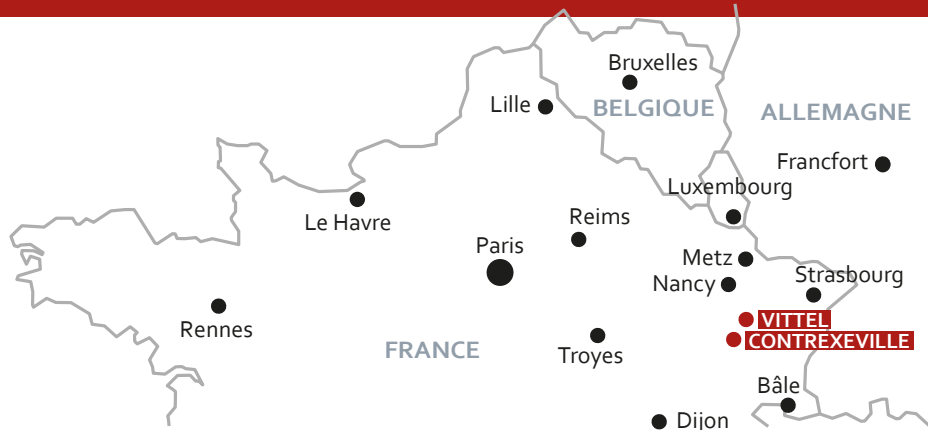 Bruxelles
Lille
BELGIQUE
ALLEMAGNE
Francfort
Luxembourg
Le Havre
Reims
Paris
Metz
Nancy
Strasbourg
Rennes
VITTEL
CONTREXEVILLE
FRANCE
Troyes
Bâle
Dijon